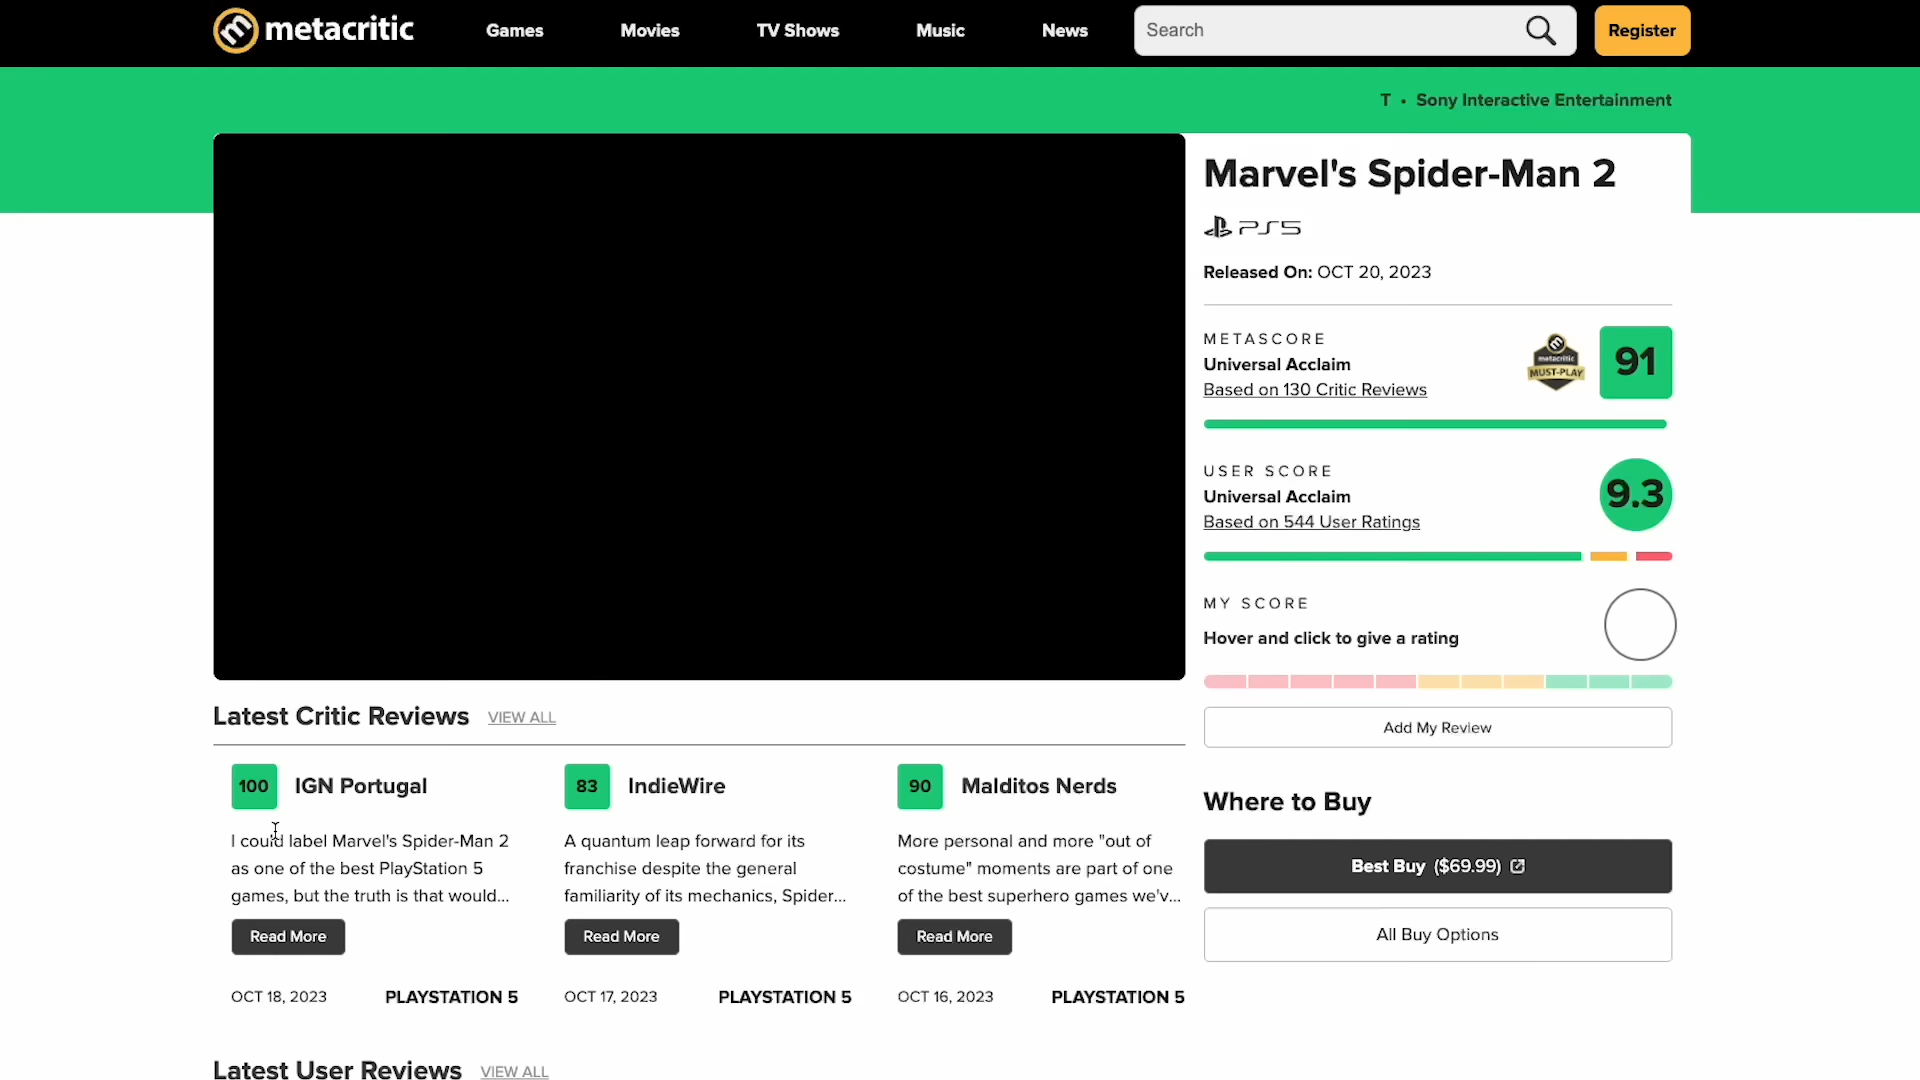 metacritic
Games
Movies
TV Shows
Music
News
Search
Register
T • Sony Interactive Entertainment
Marvel's Spider-Man 2
PS5
Released On: OCT 20, 2023
METASCORE
Universal Acclaim
Based on 130 Critic Reviews
metacritic
MUST-PLAY
91
USER SCORE
Universal Acclaim
Based on 544 User Ratings
9.3
MY SCORE
Hover and click to give a rating
Add My Review
Where to Buy
Best Buy ($69.99)
All Buy Options
Latest Critic Reviews
VIEW ALL
100 IGN Portugal
I could label Marvel's Spider-Man 2
as one of the best PlayStation 5
games, but the truth is that would...
Read More
OCT 18, 2023
PLAYSTATION 5
83 IndieWire
A quantum leap forward for its
franchise despite the general
familiarity of its mechanics, Spider...
Read More
OCT 17, 2023
PLAYSTATION 5
90 Malditos Nerds
More personal and more "out of
costume" moments are part of one
of the best superhero games we'v...
Read More
OCT 16, 2023
PLAYSTATION 5
Latest User Reviews
VIEW ALL